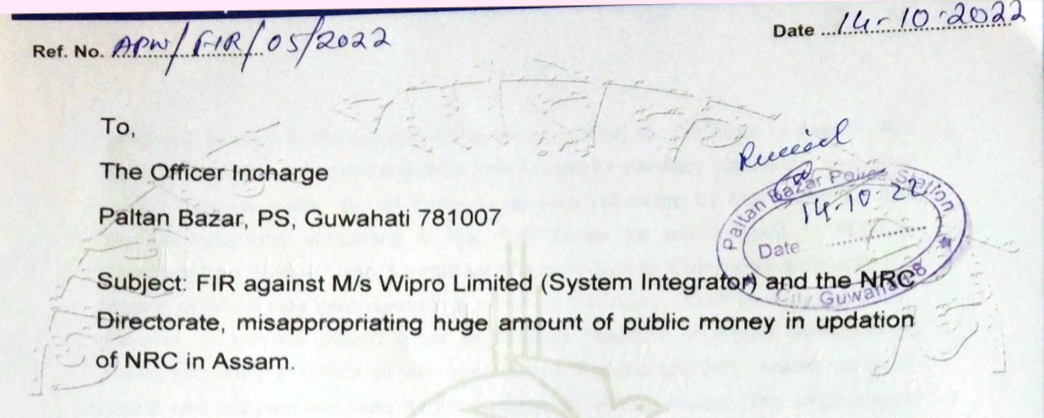 Ref. No. APW/FIR/05/2022
Date 14-10-2022
To,
The Officer Incharge
Paltan Bazar, PS, Guwahati 781007
Received
14-10-22
Paltan Bazar Police Station
Date
City Guwahati-8
Subject: FIR against M/s Wipro Limited (System Integrator) and the NRC
Directorate, misappropriating huge amount of public money in updation
of NRC in Assam.